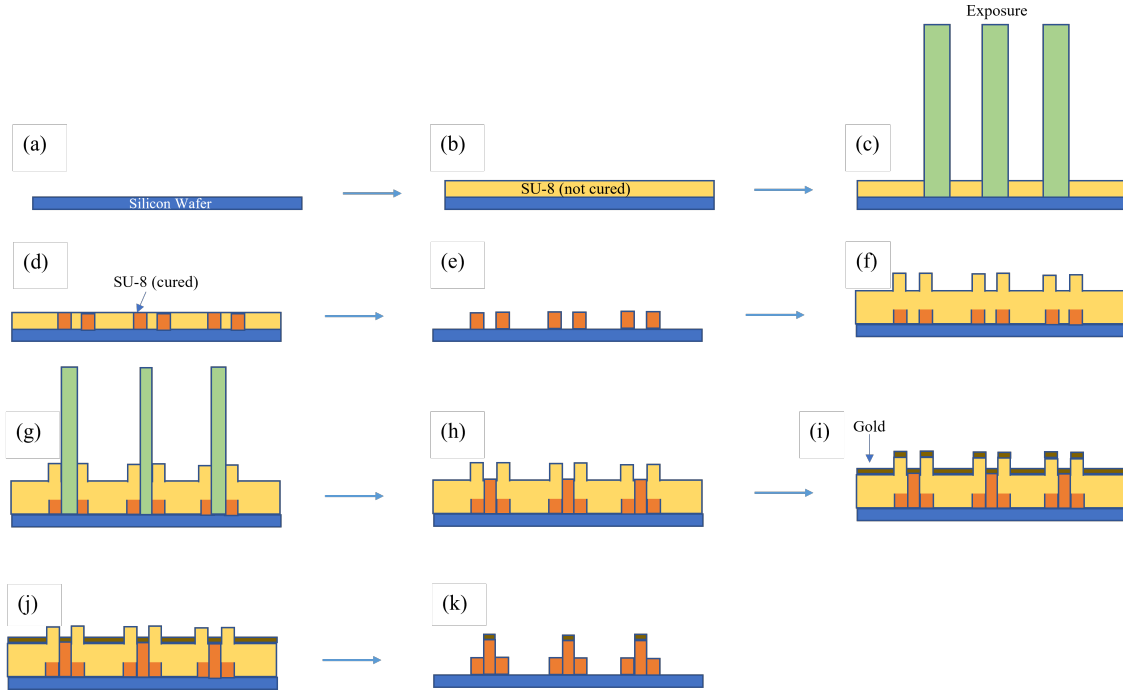 Exposure
(a)
(b)
(c)
SU-8 (not cured)
Silicon Wafer
(d)
SU-8 (cured)
(e)
(f)
(g)
(h)
(i)
Gold
(j)
(k)